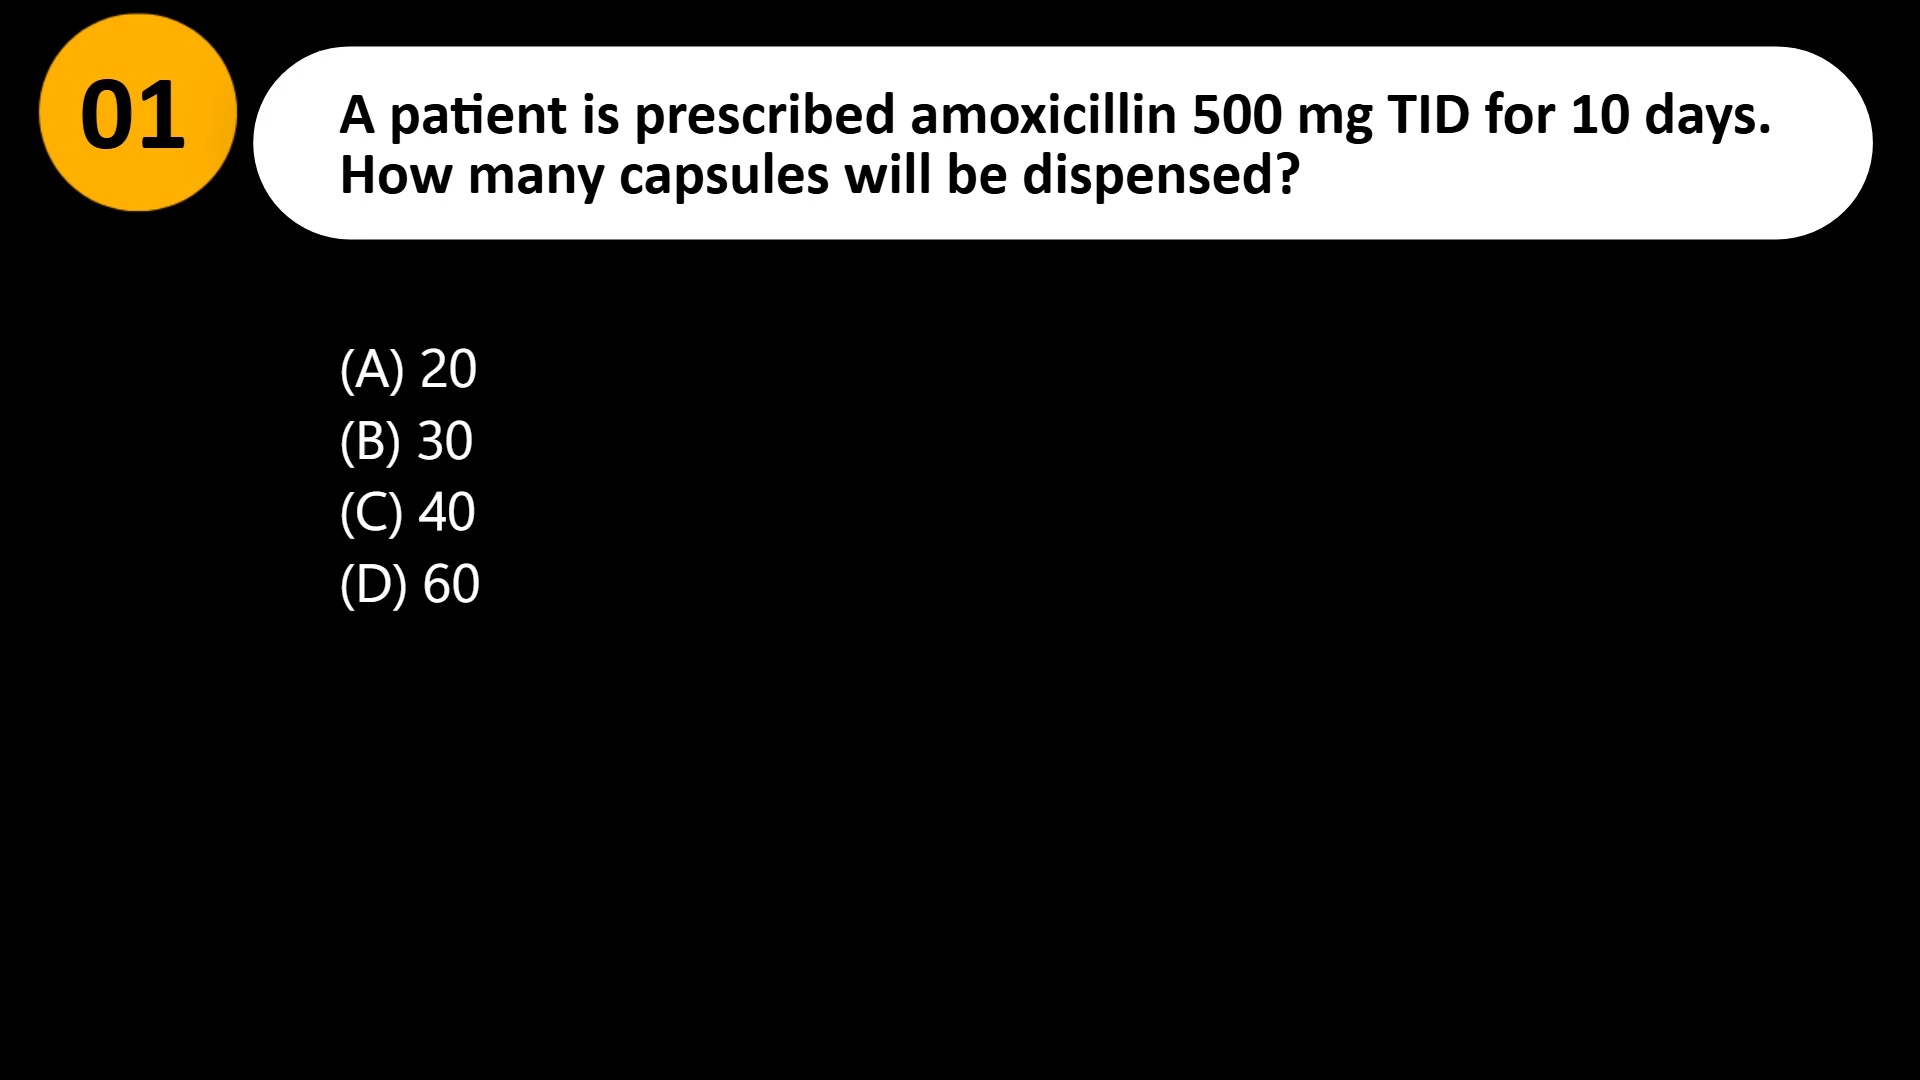 01
A patient is prescribed amoxicillin 500 mg TID for 10 days.
How many capsules will be dispensed?
(A) 20
(B) 30
(C) 40
(D) 60